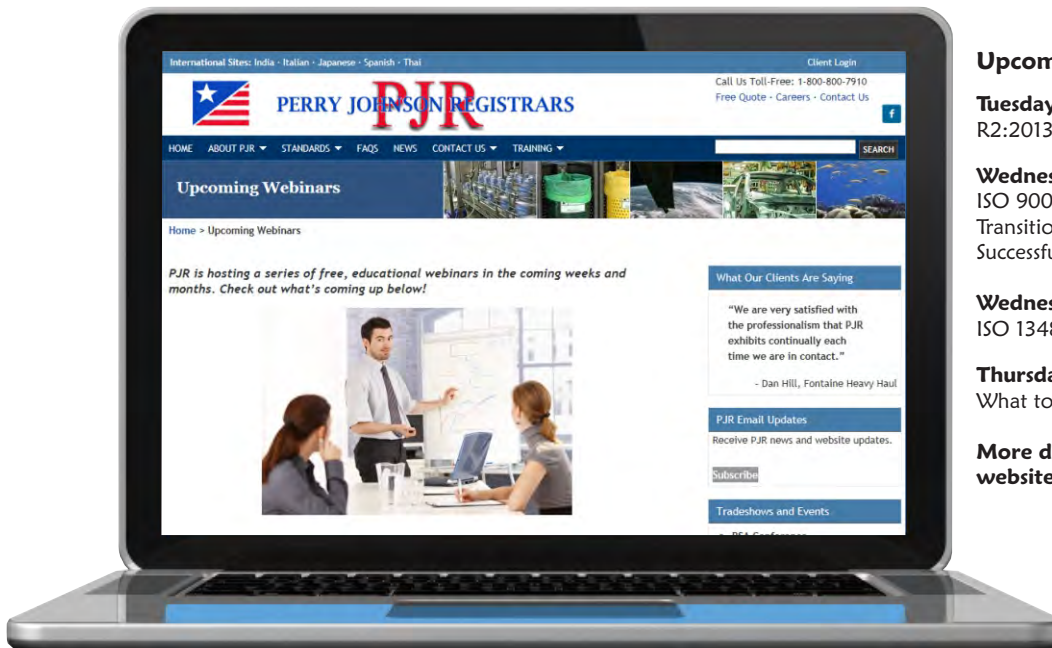 International Sites: India · Italian · Japanese · Spanish · Thai
Client Login
PERRY JOHNSON REGISTRARS
PJR
Call Us Toll-Free: 1-800-800-7910
Free Quote · Careers · Contact Us
f
HOME ABOUT PJR STANDARDS FAQS NEWS CONTACT US TRAINING
SEARCH
Upcoming Webinars
Home > Upcoming Webinars
PJR is hosting a series of free, educational webinars in the coming weeks and
months. Check out what's coming up below!
What Our Clients Are Saying
"We are very satisfied with
the professionalism that PJR
exhibits continually each
time we are in contact."
- Dan Hill, Fontaine Heavy Haul
PJR Email Updates
Receive PJR news and website updates.
Subscribe
Tradeshows and Events
Upcom
Tuesday
R2:2013
Wednes
ISO 900
Transitio
Successfu
Wednes
ISO 1348
Thursda
What to
More d
website